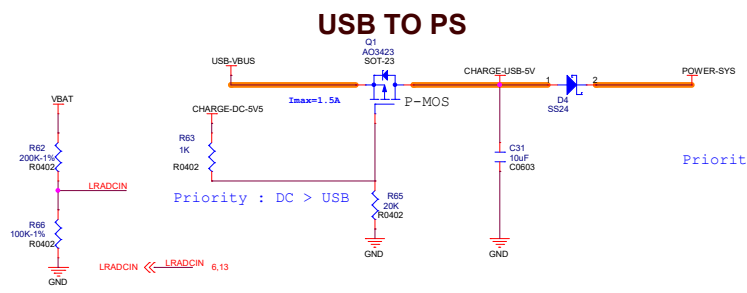 USB TO PS
Q1
AO3423
SOT-23
USB-VBUS
CHARGE-USB-5V
POWER-SYS
1
2
Imax=1.5A
P-MOS
D4
SS24
VBAT
CHARGE-DC-5V5
R63
1K
R0402
R62
200K-1%
R0402
C31
10uF
C0603
Priorit
LRADCIN
Priority : DC > USB
R65
20K
R0402
R66
100K-1%
R0402
GND
GND
LRADCIN
LRADCIN
6,13
GND